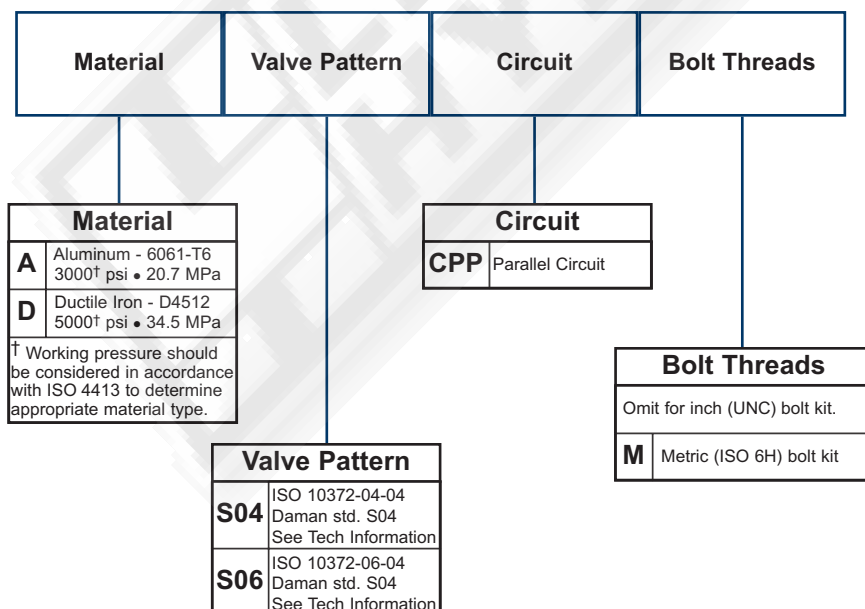 Material
Valve Pattern
Circuit
Bolt Threads
Material
A
Aluminum - 6061-T6
3000† psi • 20.7 MPa
D
Ductile Iron - D4512
5000† psi • 34.5 MPa
† Working pressure should
be considered in accordance
with ISO 4413 to determine
appropriate material type.
Circuit
CPP
Parallel Circuit
Bolt Threads
Omit for inch (UNC) bolt kit.
M
Metric (ISO 6H) bolt kit
Valve Pattern
S04
ISO 10372-04-04
Daman std. S04
See Tech Information
S06
ISO 10372-06-04
Daman std. S04
See Tech Information